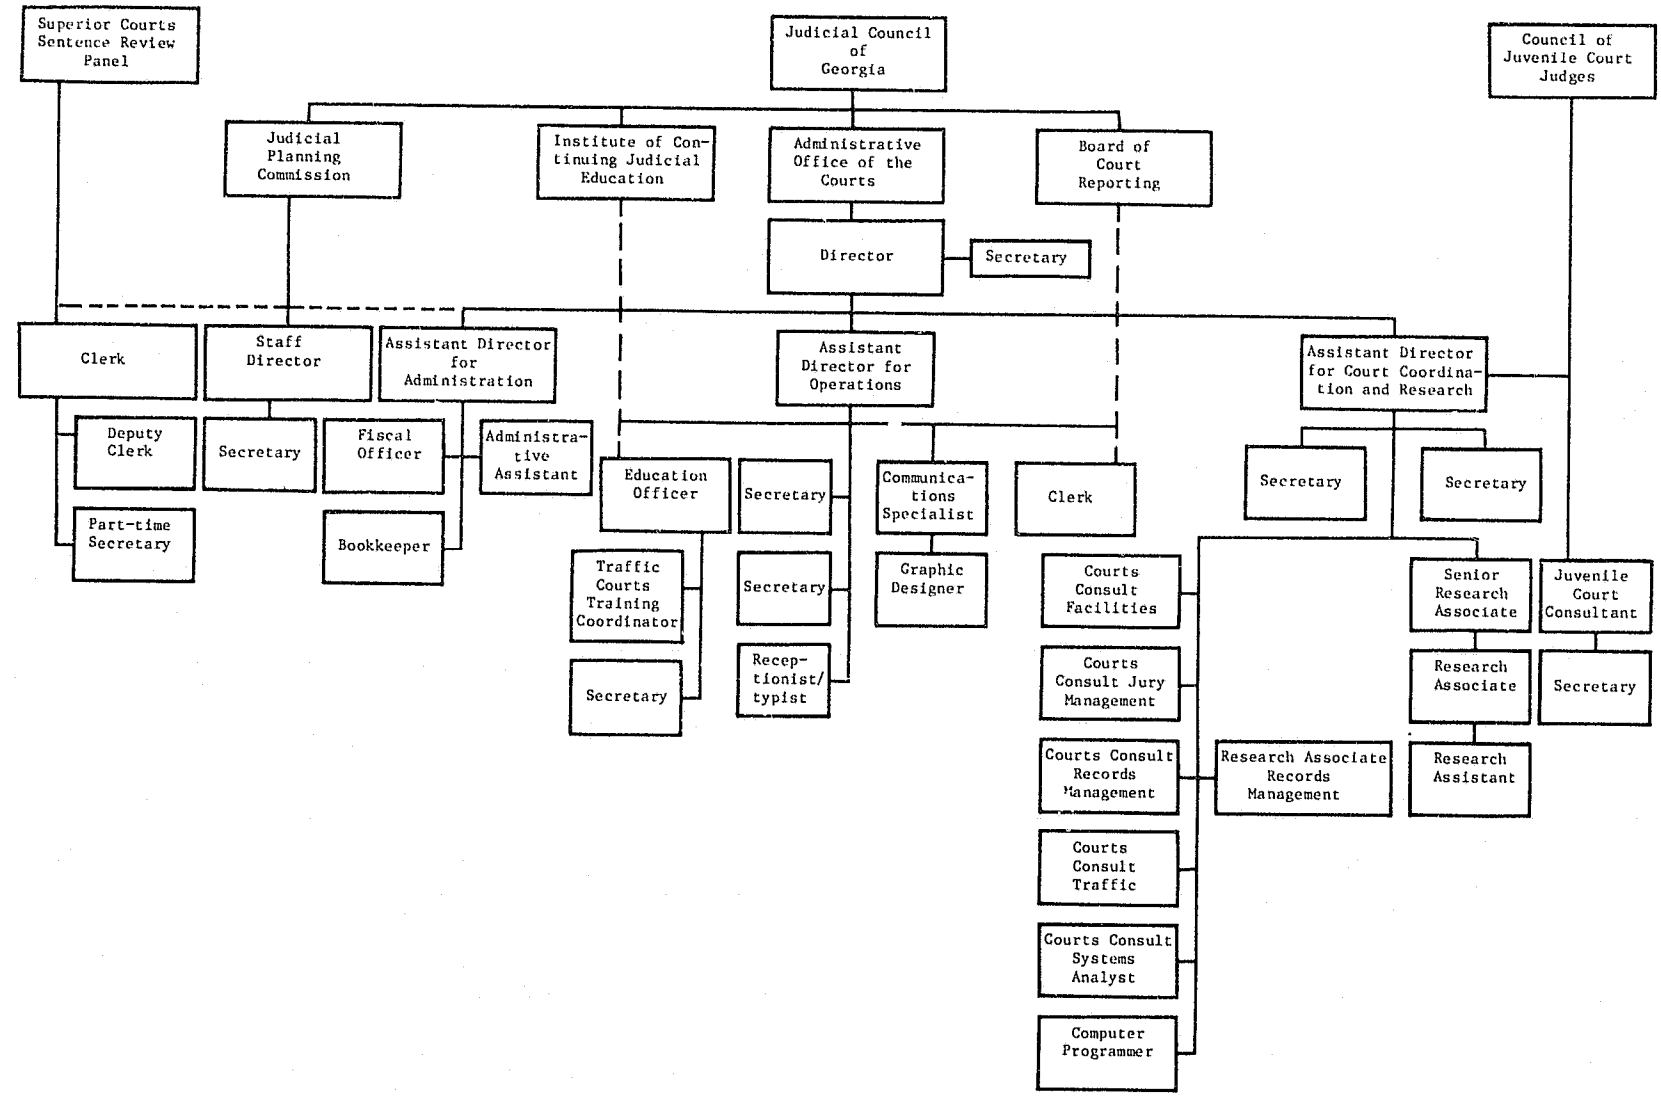 Superior Courts
Sentence Review
Panel
Judicial Council
of
Georgia
Council of
Juvenile Court
Judges
Judicial
Planning
Commission
Institute of Con-
tinuing Judicial
Education
Administrative
Office of the
Courts
Board of
Court
Reporting
Director
Secretary
Clerk
Staff
Director
Assistant Director
for
Administration
Assistant
Director for
Operations
Assistant Director
for Court Coordina-
tion and Research
Deputy
Clerk
Secretary
Fiscal
Officer
Administra-
tive
Assistant
Education
Officer
Secretary
Communica-
tions
Specialist
Clerk
Secretary
Secretary
Part-time
Secretary
Bookkeeper
Traffic
Courts
Training
Coordinator
Secretary
Graphic
Designer
Courts
Consult
Facilities
Senior
Research
Associate
Juvenile
Court
Consultant
Secretary
Recep-
tionist/
typist
Courts
Consult Jury
Management
Research
Associate
Secretary
Courts Consult
Records
Management
Research Associate
Records
Management
Research
Assistant
Courts
Consult
Traffic
Courts Consult
Systems
Analyst
Computer
Programmer